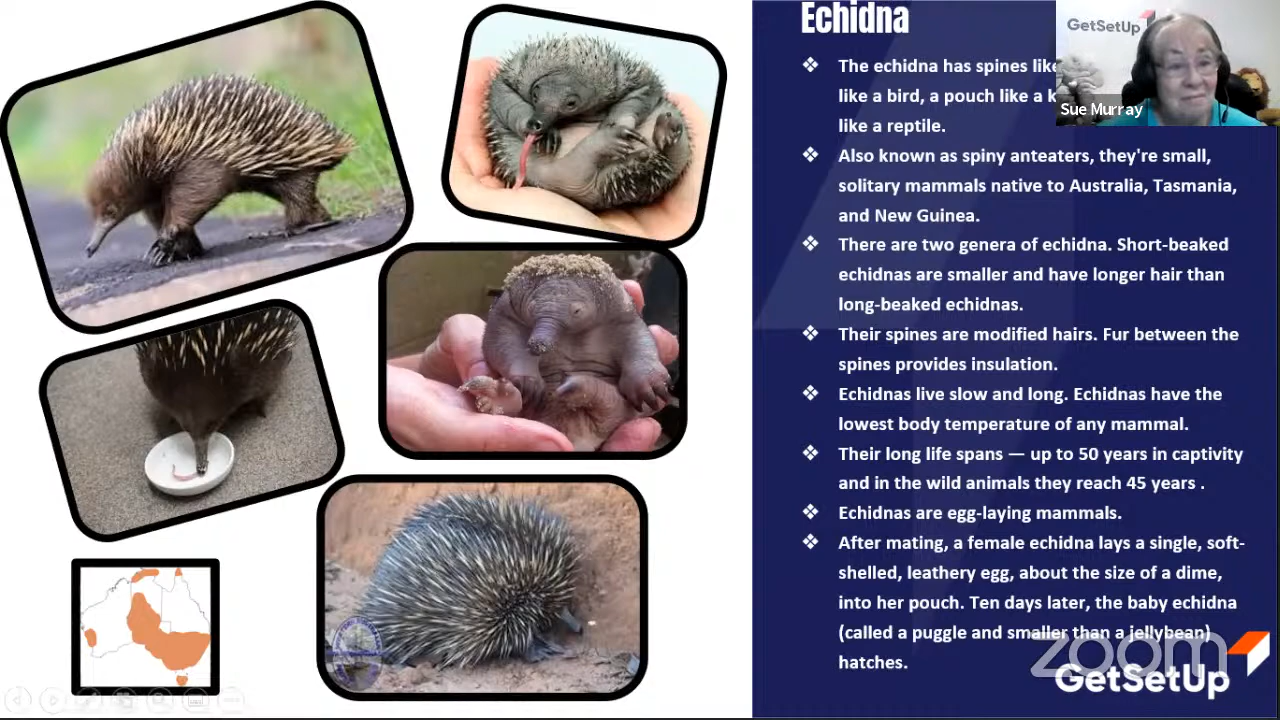 Echidna
GetSetUp
Sue Murray
❖ The echidna has spines like
like a bird, a pouch like a
like a reptile.
❖ Also known as spiny anteaters, they're small,
solitary mammals native to Australia, Tasmania,
and New Guinea.
❖ There are two genera of echidna. Short-beaked
echidnas are smaller and have longer hair than
long-beaked echidnas.
❖ Their spines are modified hairs. Fur between the
spines provides insulation.
❖ Echidnas live slow and long. Echidnas have the
lowest body temperature of any mammal.
❖ Their long life spans — up to 50 years in captivity
and in the wild animals they reach 45 years .
❖ Echidnas are egg-laying mammals.
❖ After mating, a female echidna lays a single, soft-
shelled, leathery egg, about the size of a dime,
into her pouch. Ten days later, the baby echidna
(called a puggle and smaller than a jellybean)
hatches.
zoom
GetSetUp